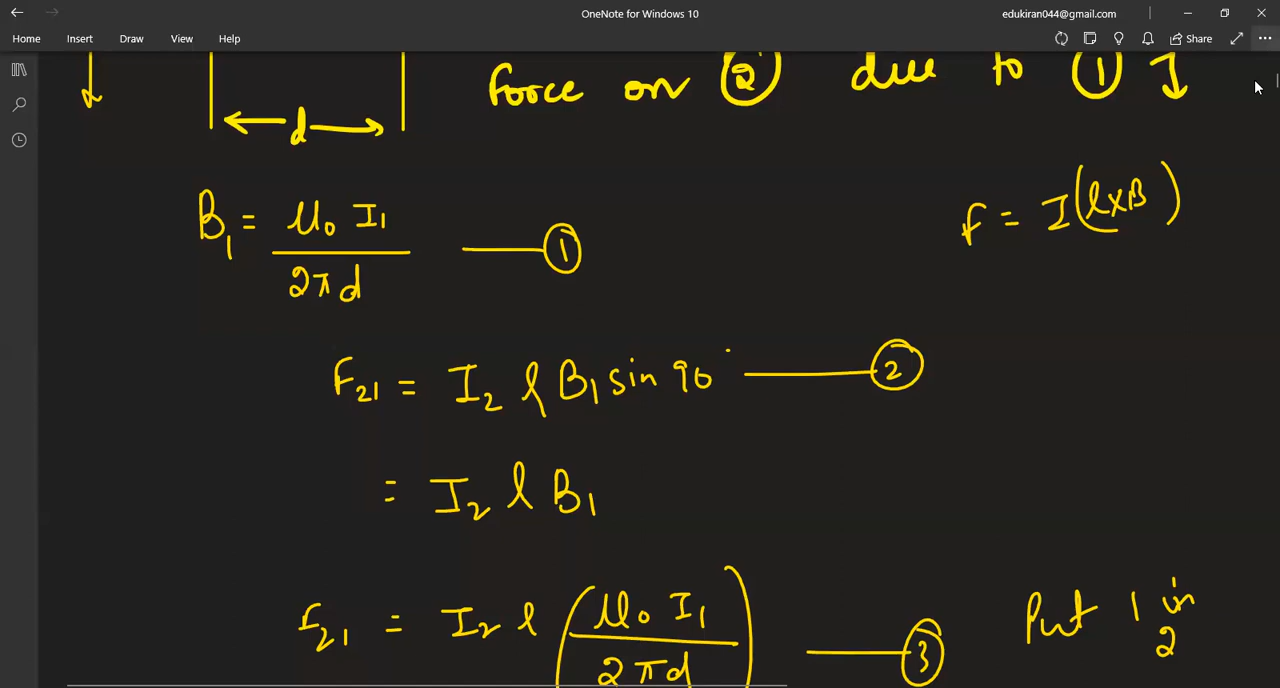 OneNote for Windows 10
edukiran044@gmail.com
Home Insert Draw View Help
Share
Force on ② due to ①
d
B₁ = μ₀ I₁ / 2πd —— ①
F = I(l×B)
F₂₁ = I₂ l B₁ sin 90° —— ②
= I₂ l B₁
F₂₁ = I₂ l (μ₀ I₁ / 2πd) —— ③
Put 1 in 2